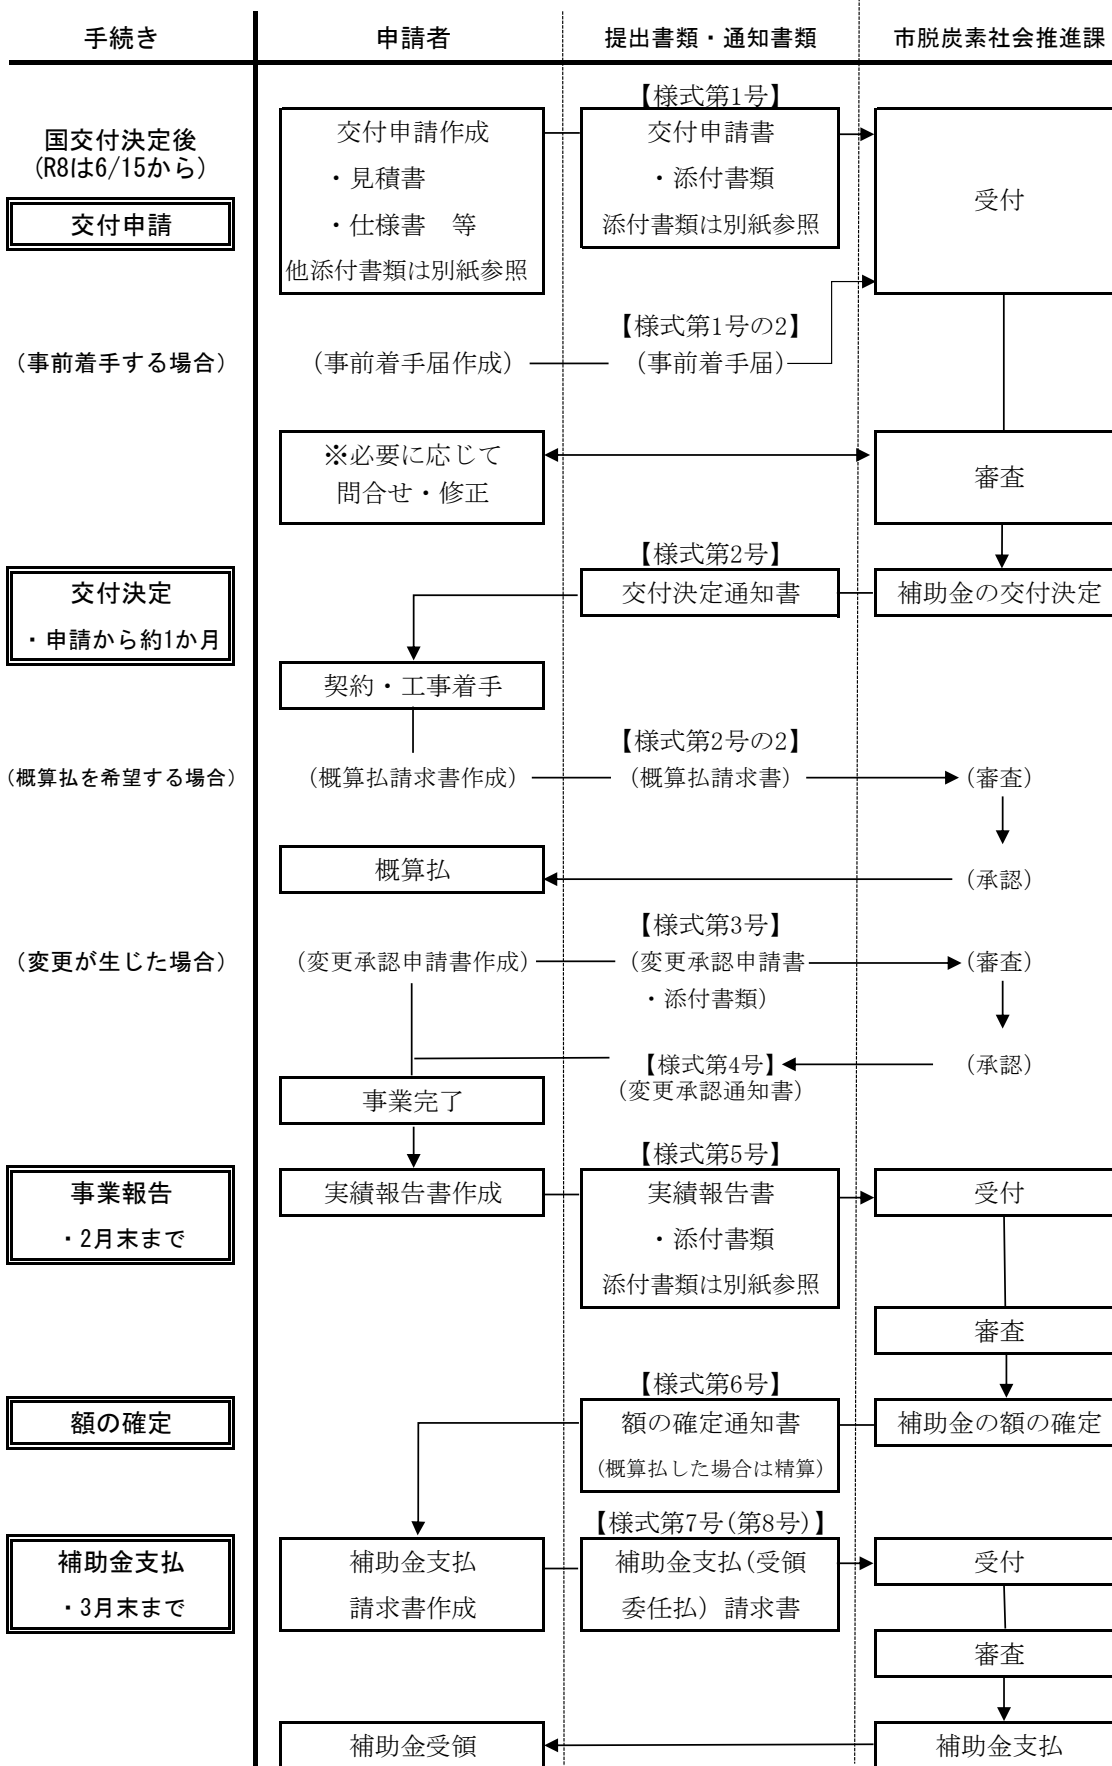 手続き
申請者
提出書類・通知書類
市脱炭素社会推進課
【様式第1号】
国交付決定後
(R8は6/15から)
交付申請
交付申請作成
・見積書
・仕様書　等
他添付書類は別紙参照
交付申請書
・添付書類
添付書類は別紙参照
受付
【様式第1号の2】
（事前着手する場合）
（事前着手届作成）
（事前着手届）
※必要に応じて
問合せ・修正
審査
【様式第2号】
交付決定
・申請から約1か月
交付決定通知書
補助金の交付決定
契約・工事着手
【様式第2号の2】
（概算払を希望する場合）
（概算払請求書作成）
（概算払請求書）
（審査）
概算払
（承認）
【様式第3号】
（変更が生じた場合）
（変更承認申請書作成）
（変更承認申請書
・添付書類）
（審査）
【様式第4号】
（変更承認通知書）
（承認）
事業完了
【様式第5号】
事業報告
・2月末まで
実績報告書作成
実績報告書
・添付書類
添付書類は別紙参照
受付
審査
【様式第6号】
額の確定
額の確定通知書
（概算払した場合は精算）
補助金の額の確定
【様式第7号(第8号)】
補助金支払
・3月末まで
補助金支払
請求書作成
補助金支払(受領
委任払）請求書
受付
審査
補助金受領
補助金支払